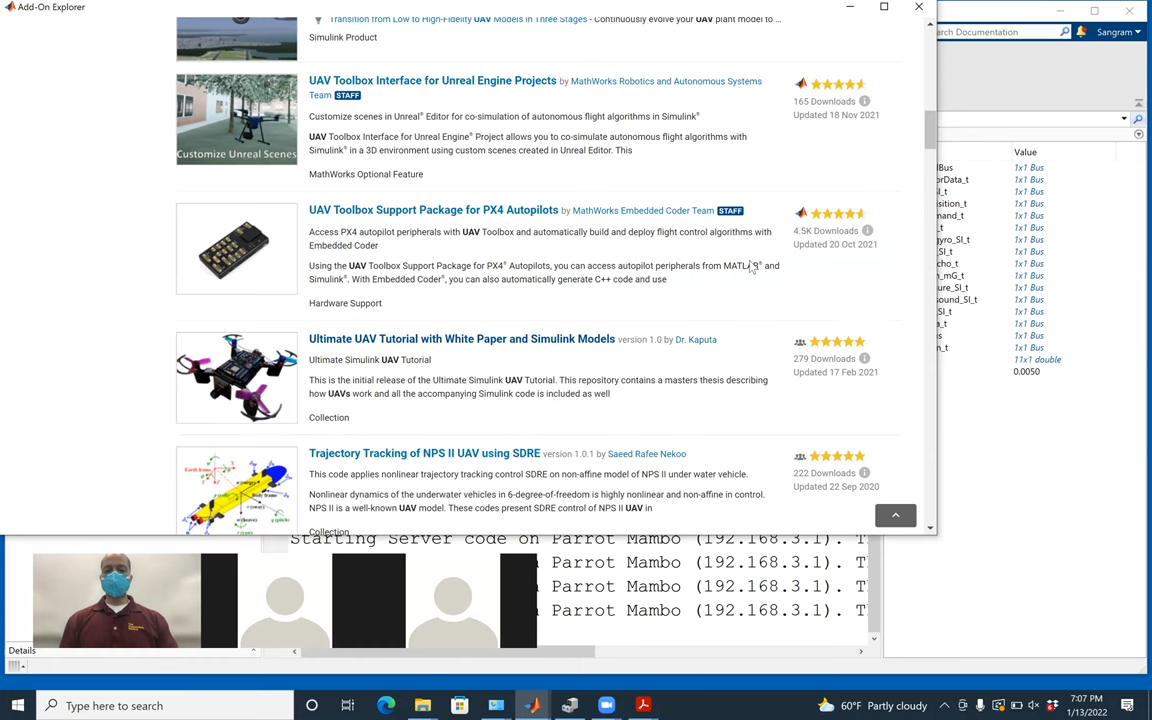 Add-On Explorer
Sangram
rch Documentation
Transition from Low to High-Fidelity UAV Models in Three Stages - Continuously evolve your UAV plant model to ...
Simulink Product
UAV Toolbox Interface for Unreal Engine Projects by MathWorks Robotics and Autonomous Systems
Team STAFF
165 Downloads
Updated 18 Nov 2021
Customize scenes in Unreal® Editor for co-simulation of autonomous flight algorithms in Simulink®
UAV Toolbox Interface for Unreal Engine® Project allows you to co-simulate autonomous flight algorithms with
Simulink® in a 3D environment using custom scenes created in Unreal Editor. This
Customize Unreal Scenes
MathWorks Optional Feature
UAV Toolbox Support Package for PX4 Autopilots by MathWorks Embedded Coder Team STAFF
4.5K Downloads
Updated 20 Oct 2021
Access PX4 autopilot peripherals with UAV Toolbox and automatically build and deploy flight control algorithms with
Embedded Coder
Using the UAV Toolbox Support Package for PX4® Autopilots, you can access autopilot peripherals from MATLAB® and
Simulink®. With Embedded Coder®, you can also automatically generate C++ code and use
Hardware Support
Ultimate UAV Tutorial with White Paper and Simulink Models version 1.0 by Dr. Kaputa
279 Downloads
Updated 17 Feb 2021
Ultimate Simulink UAV Tutorial
This is the initial release of the Ultimate Simulink UAV Tutorial. This repository contains a masters thesis describing
how UAVs work and all the accompanying Simulink code is included as well
Collection
Trajectory Tracking of NPS II UAV using SDRE version 1.0.1 by Saeed Rafee Nekoo
222 Downloads
Updated 22 Sep 2020
This code applies nonlinear trajectory tracking control SDRE on non-affine model of NPS II under water vehicle.
Nonlinear dynamics of the underwater vehicles in 6-degree-of-freedom is highly nonlinear and non-affine in control.
NPS II is a well-known UAV model. These codes present SDRE control of NPS II UAV in
Collection
Value
lBus 1x1 Bus
orData_t 1x1 Bus
SI_t 1x1 Bus
sition_t 1x1 Bus
mand_t 1x1 Bus
_t 1x1 Bus
gyro_SI_t 1x1 Bus
cho_t 1x1 Bus
n_mG_t 1x1 Bus
ure_SI_t 1x1 Bus
sound_SI_t 1x1 Bus
SI_t 1x1 Bus
a_t 1x1 Bus
is 1x1 Bus
n_t 1x1 Bus
11x1 double
0.0050
Starting Server code on Parrot Mambo (192.168.3.1). T
Parrot Mambo (192.168.3.1). T
Parrot Mambo (192.168.3.1). T
Parrot Mambo (192.168.3.1). T
Details
Type here to search
60°F Partly cloudy
7:07 PM
1/13/2022